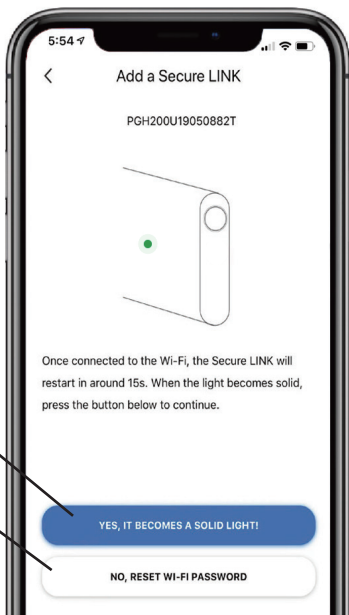 5:54
Add a Secure LINK
PGH200U19050882T
Once connected to the Wi-Fi, the Secure LINK will
restart in around 15s. When the light becomes solid,
press the button below to continue.
YES, IT BECOMES A SOLID LIGHT!
NO, RESET WI-FI PASSWORD